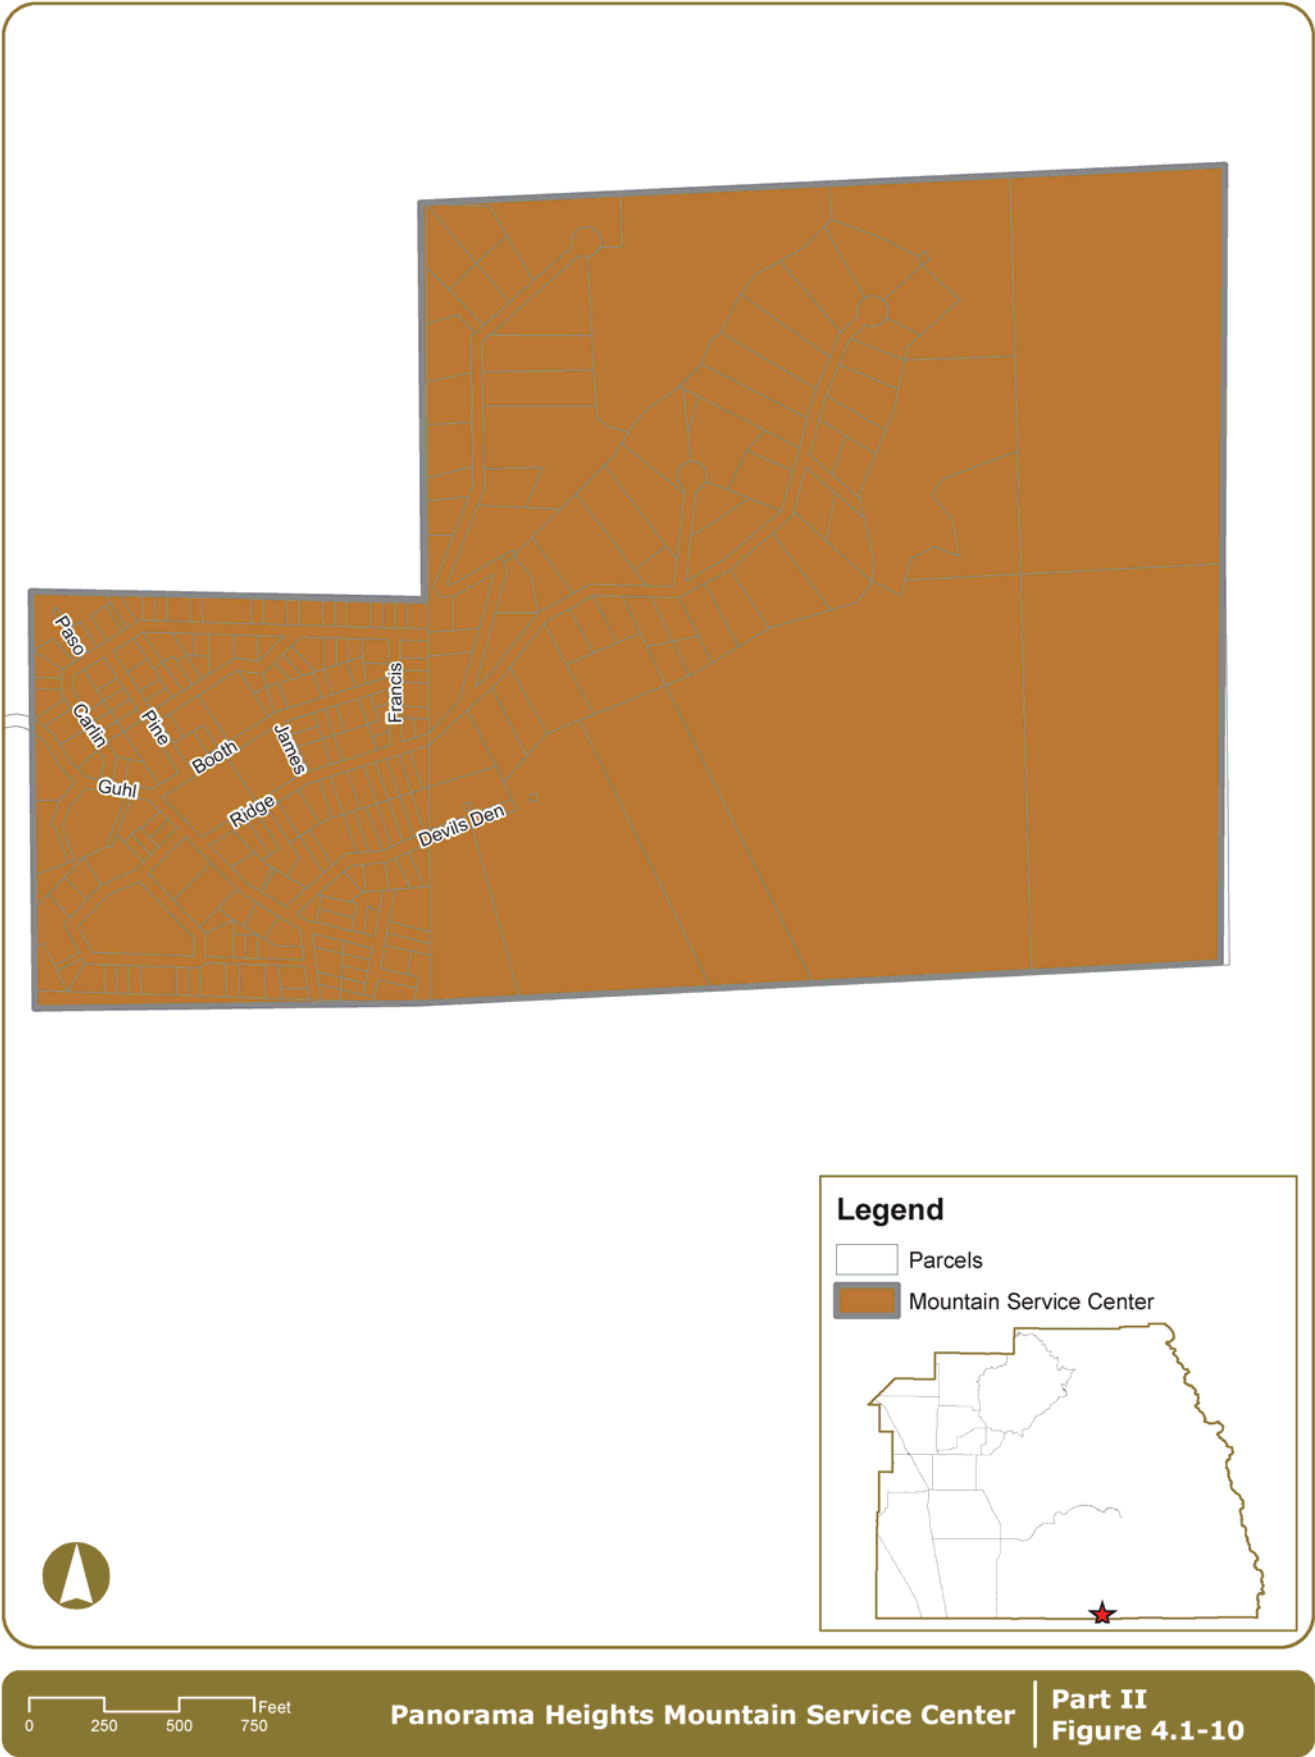 Paso
Carlin
Pine
Francis
Booth
James
Guhl
Ridge
Devils Den
Legend
Parcels
Mountain Service Center
Feet
0 250 500 750
Panorama Heights Mountain Service Center
Part II
Figure 4.1-10